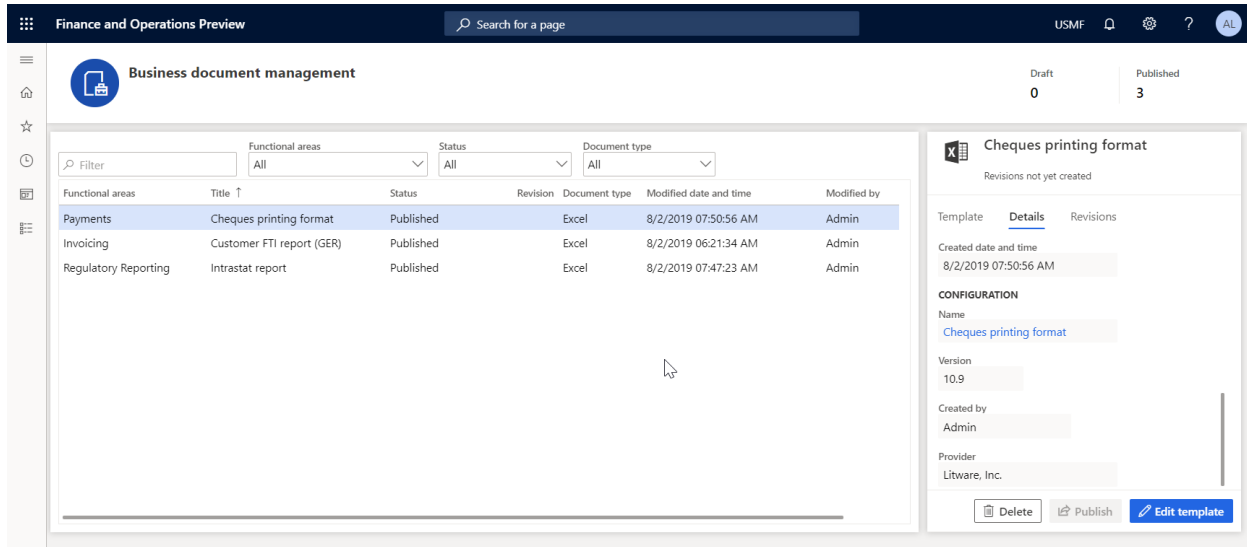 Finance and Operations Preview
Search for a page
USMF
?
AL
Business document management
Draft
0
Published
3
Functional areas
Status
Document type
Filter
All
All
All
Functional areas Title ↑ Status Revision Document type Modified date and time Modified by
Payments Cheques printing format Published Excel 8/2/2019 07:50:56 AM Admin
Invoicing Customer FTI report (GER) Published Excel 8/2/2019 06:21:34 AM Admin
Regulatory Reporting Intrastat report Published Excel 8/2/2019 07:47:23 AM Admin
Cheques printing format
Revisions not yet created
Template Details Revisions
Created date and time
8/2/2019 07:50:56 AM
CONFIGURATION
Name
Cheques printing format
Version
10.9
Created by
Admin
Provider
Litware, Inc.
Delete Publish Edit template